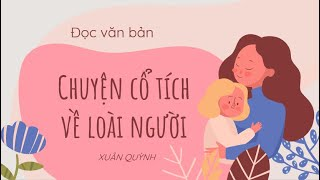 Đọc văn bản
Chuyện cổ tích
về loài người
XUÂN QUỲNH